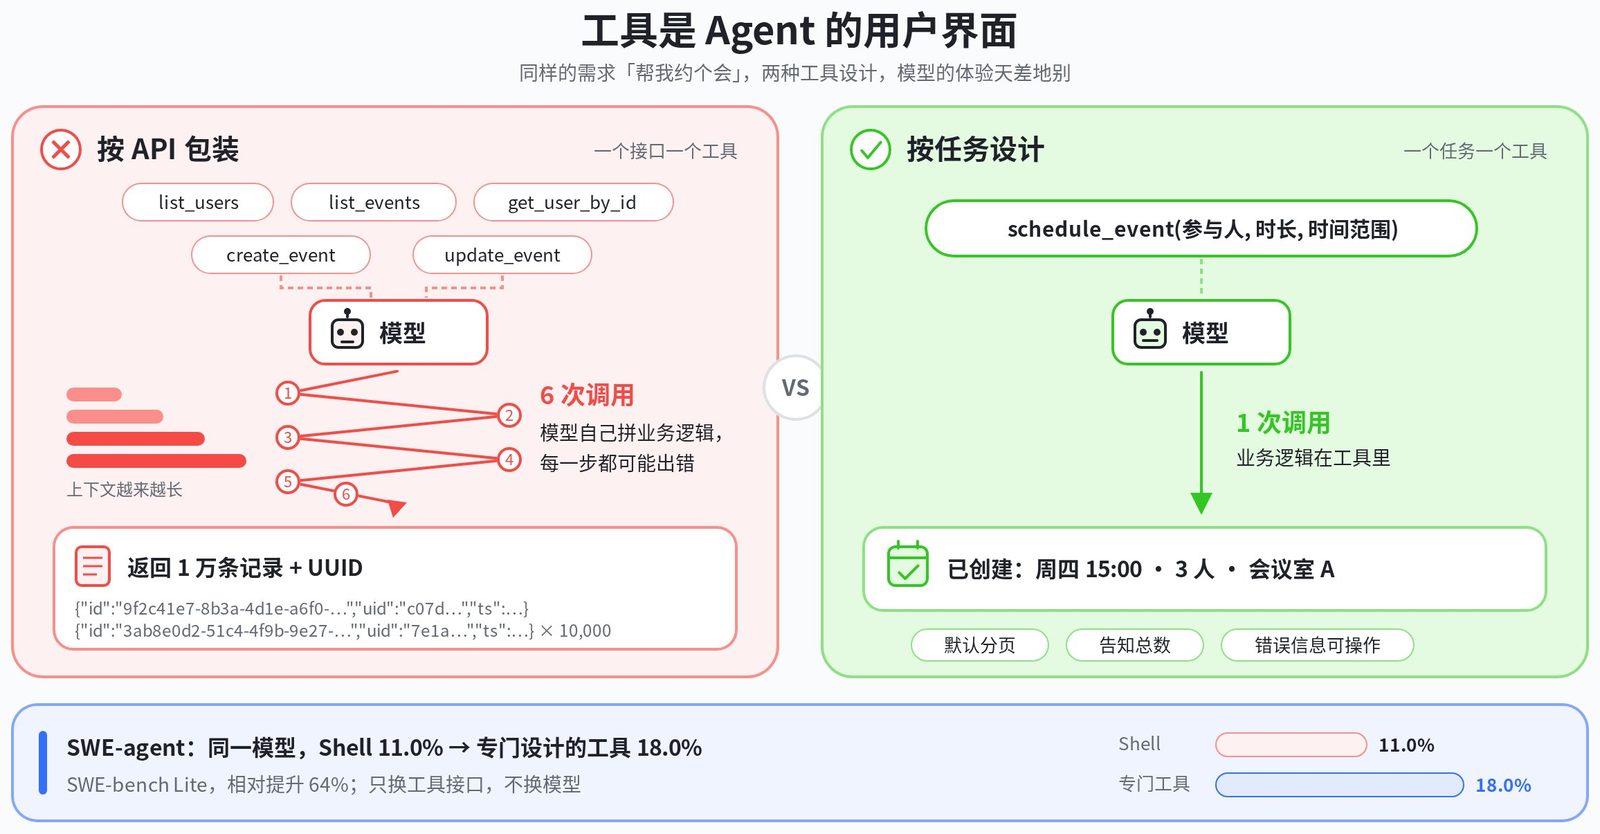 工具是 Agent 的用户界面
同样的需求「帮我约个会」，两种工具设计，模型的体验天差地别
按 API 包装
一个接口一个工具
list_users
list_events
get_user_by_id
create_event
update_event
模型
1
2
3
4
5
6
6 次调用
模型自己拼业务逻辑，
每一步都可能出错
上下文越来越长
返回 1 万条记录 + UUID
{"id":"9f2c41e7-8b3a-4d1e-a6f0-…","uid":"c07d…","ts":…}
{"id":"3ab8e0d2-51c4-4f9b-9e27-…","uid":"7e1a…","ts":…} × 10,000
VS
按任务设计
一个任务一个工具
schedule_event(参与人, 时长, 时间范围)
模型
1 次调用
业务逻辑在工具里
已创建：周四 15:00 · 3 人 · 会议室 A
默认分页
告知总数
错误信息可操作
SWE-agent：同一模型，Shell 11.0% → 专门设计的工具 18.0%
SWE-bench Lite，相对提升 64%；只换工具接口，不换模型
Shell
11.0%
专门工具
18.0%